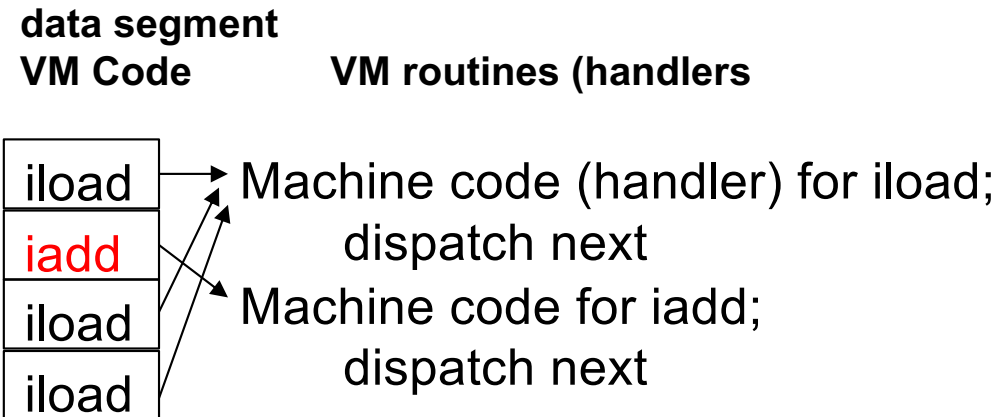 data segment
VM Code VM routines (handlers
iload Machine code (handler) for iload;
dispatch next
iadd
Machine code for iadd;
iload
dispatch next
iload